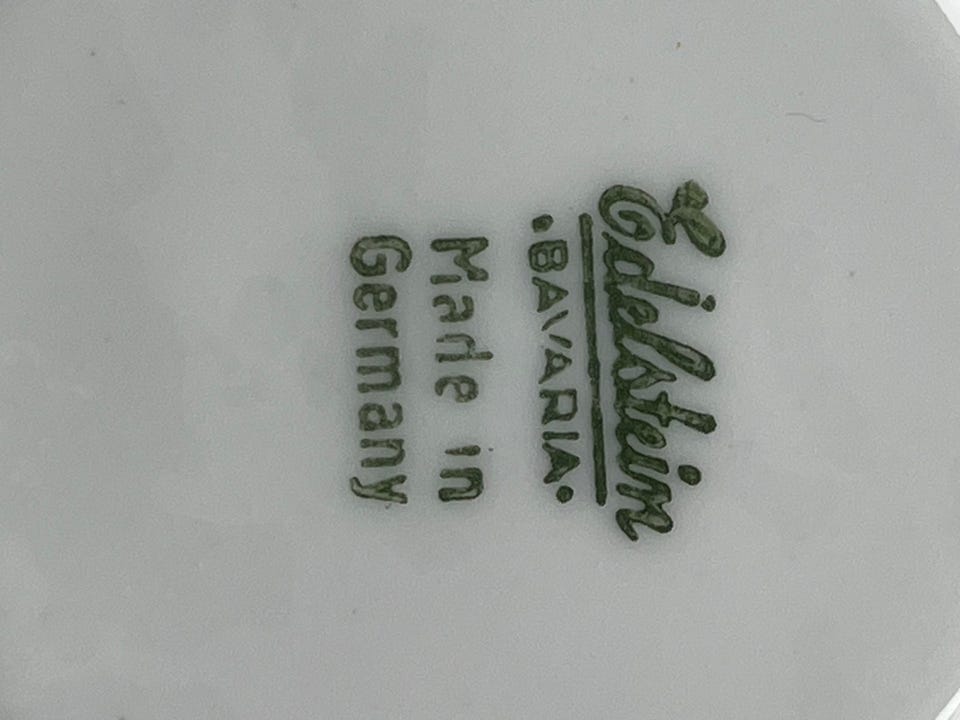 Edelstein
·BAVARIA·
Made in
Germany